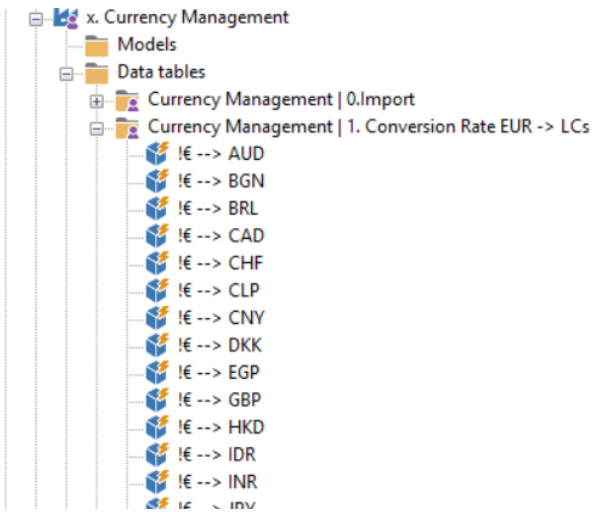 x. Currency Management
Models
Data tables
Currency Management | 0.Import
Currency Management | 1. Conversion Rate EUR -> LCs
!€ --> AUD
!€ --> BGN
!€ --> BRL
!€ --> CAD
!€ --> CHF
!€ --> CLP
!€ --> CNY
!€ --> DKK
!€ --> EGP
!€ --> GBP
!€ --> HKD
!€ --> IDR
!€ --> INR
!€ --> JPY